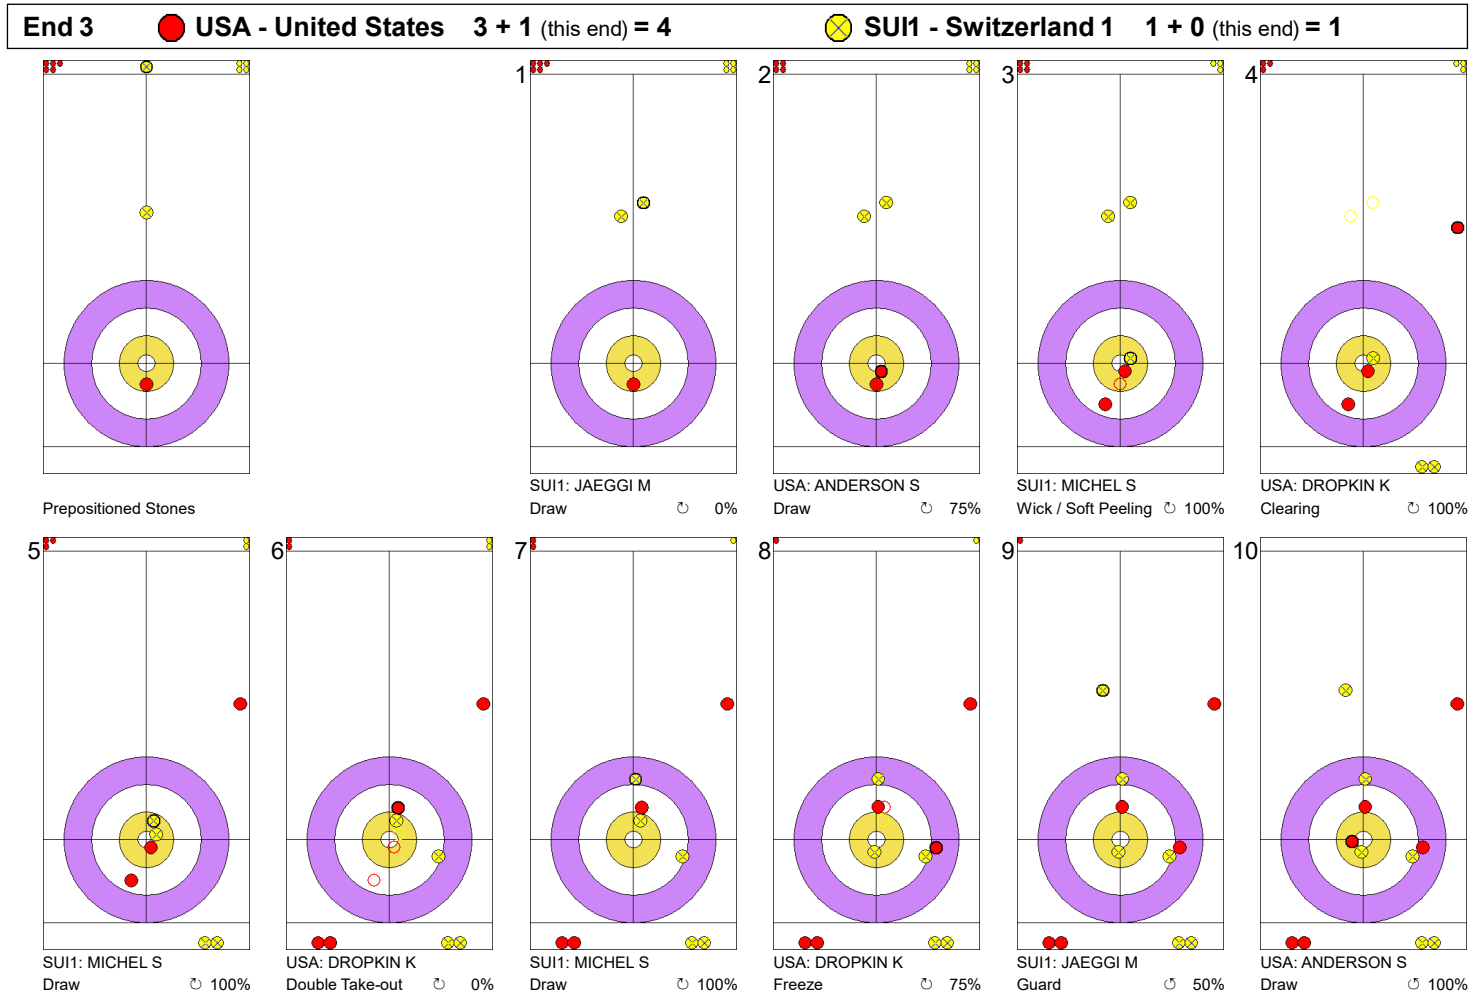 End 3 USA - United States 3 + 1 (this end) = 4 SUI1 - Switzerland 1 1 + 0 (this end) = 1
Prepositioned Stones
1
SUI1: JAEGGI M
Draw ↻ 0%
2
USA: ANDERSON S
Draw ↻ 75%
3
SUI1: MICHEL S
Wick / Soft Peeling ↻ 100%
4
USA: DROPKIN K
Clearing ↻ 100%
5
SUI1: MICHEL S
Draw ↻ 100%
6
USA: DROPKIN K
Double Take-out ↻ 0%
7
SUI1: MICHEL S
Draw ↻ 100%
8
USA: DROPKIN K
Freeze ↻ 75%
9
SUI1: JAEGGI M
Guard ↺ 50%
10
USA: ANDERSON S
Draw ↻ 100%